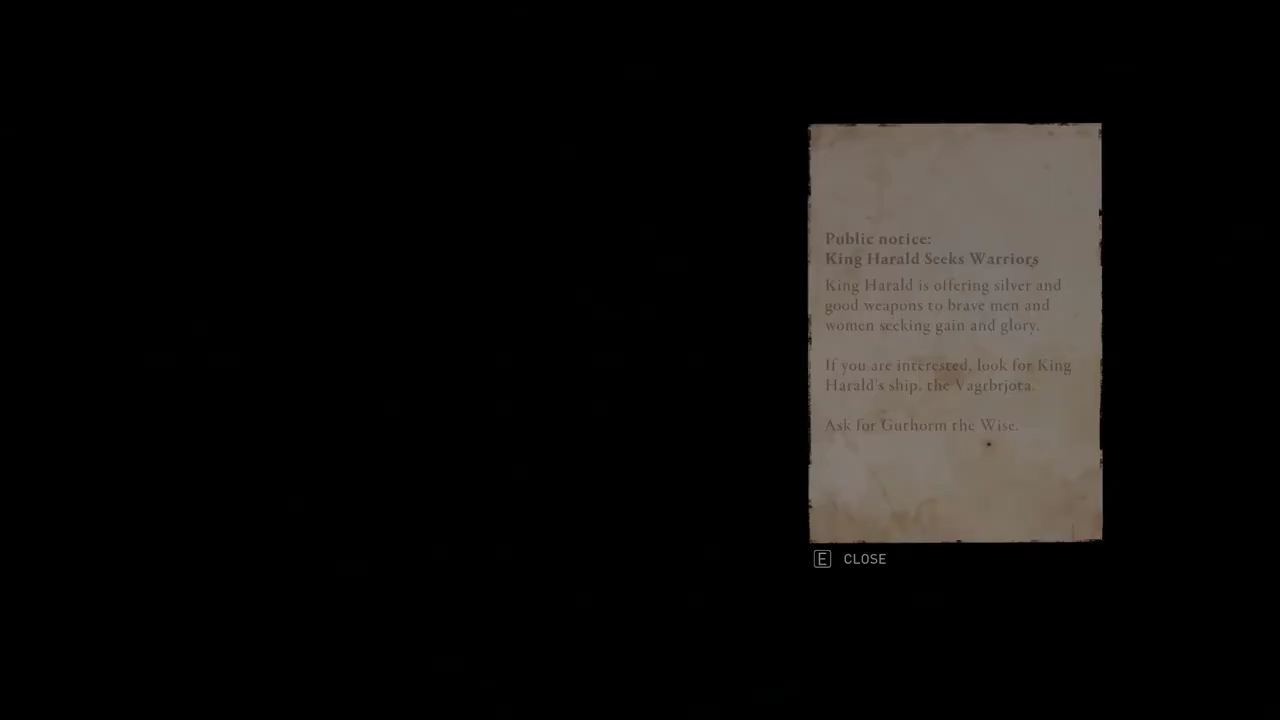 Public notice:
King Harald Seeks Warriors
King Harald is offering silver and
good weapons to brave men and
women seeking gain and glory.
If you are interested, look for King
Harald's ship, the Vagrbrjota.
Ask for Guthorm the Wise.
E CLOSE